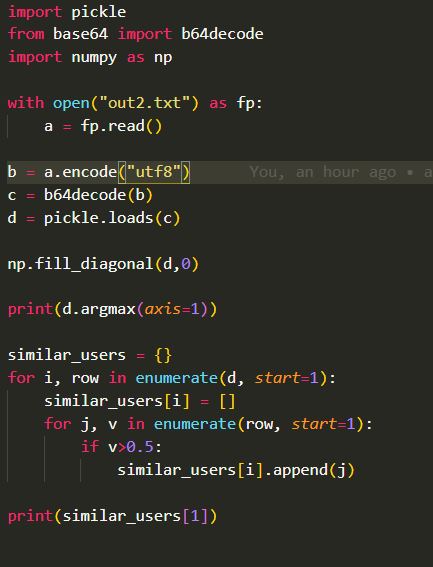 import pickle
from base64 import b64decode
import numpy as np

with open("out2.txt") as fp:
    a = fp.read()

b = a.encode("utf8") You, an hour ago • a
c = b64decode(b)
d = pickle.loads(c)

np.fill_diagonal(d,0)

print(d.argmax(axis=1))

similar_users = {}
for i, row in enumerate(d, start=1):
    similar_users[i] = []
    for j, v in enumerate(row, start=1):
        if v>0.5:
            similar_users[i].append(j)

print(similar_users[1])